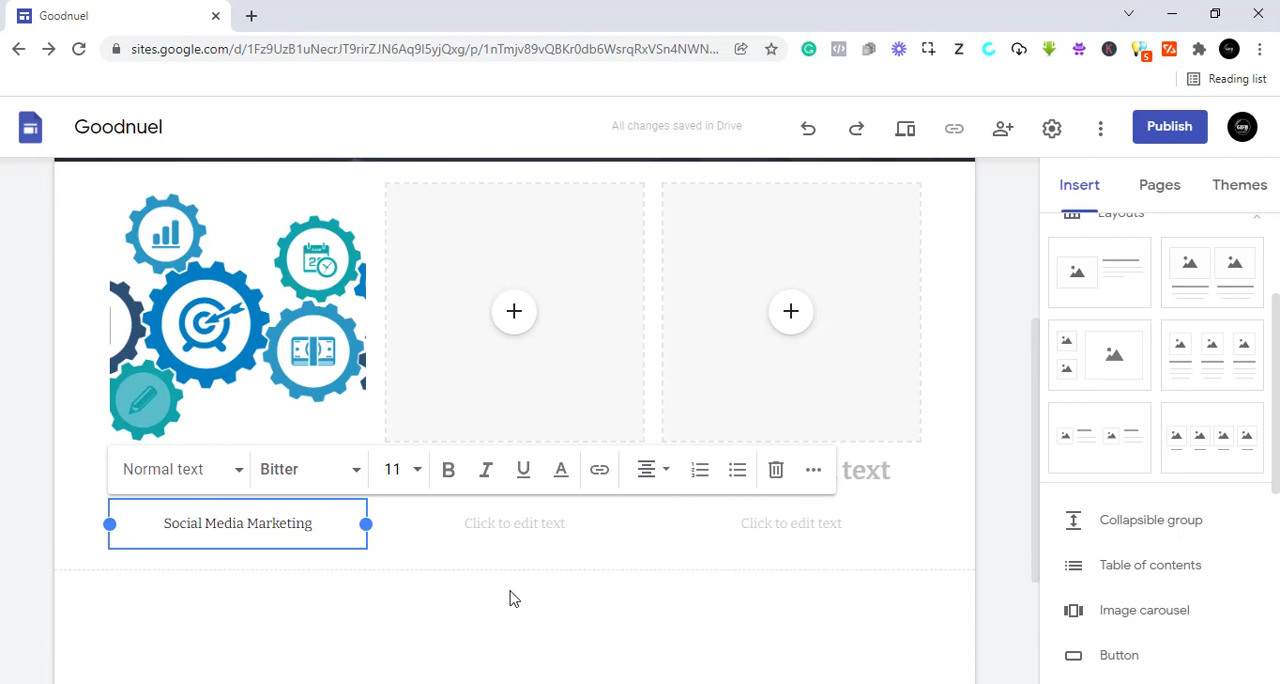 Goodnuel
sites.google.com/d/1Fz9UzB1uNecrJT9rirZJN6Aq9I5yjQxg/p/1nTmjv89vQBKr0db6WsrqRxVSn4NWN...
5
Reading list
Goodnuel
All changes saved in Drive
Publish
Insert
Pages
Themes
Layouts
Normal text
Bitter
11
B
I
U
A
text
Social Media Marketing
Click to edit text
Click to edit text
Collapsible group
Table of contents
Image carousel
Button